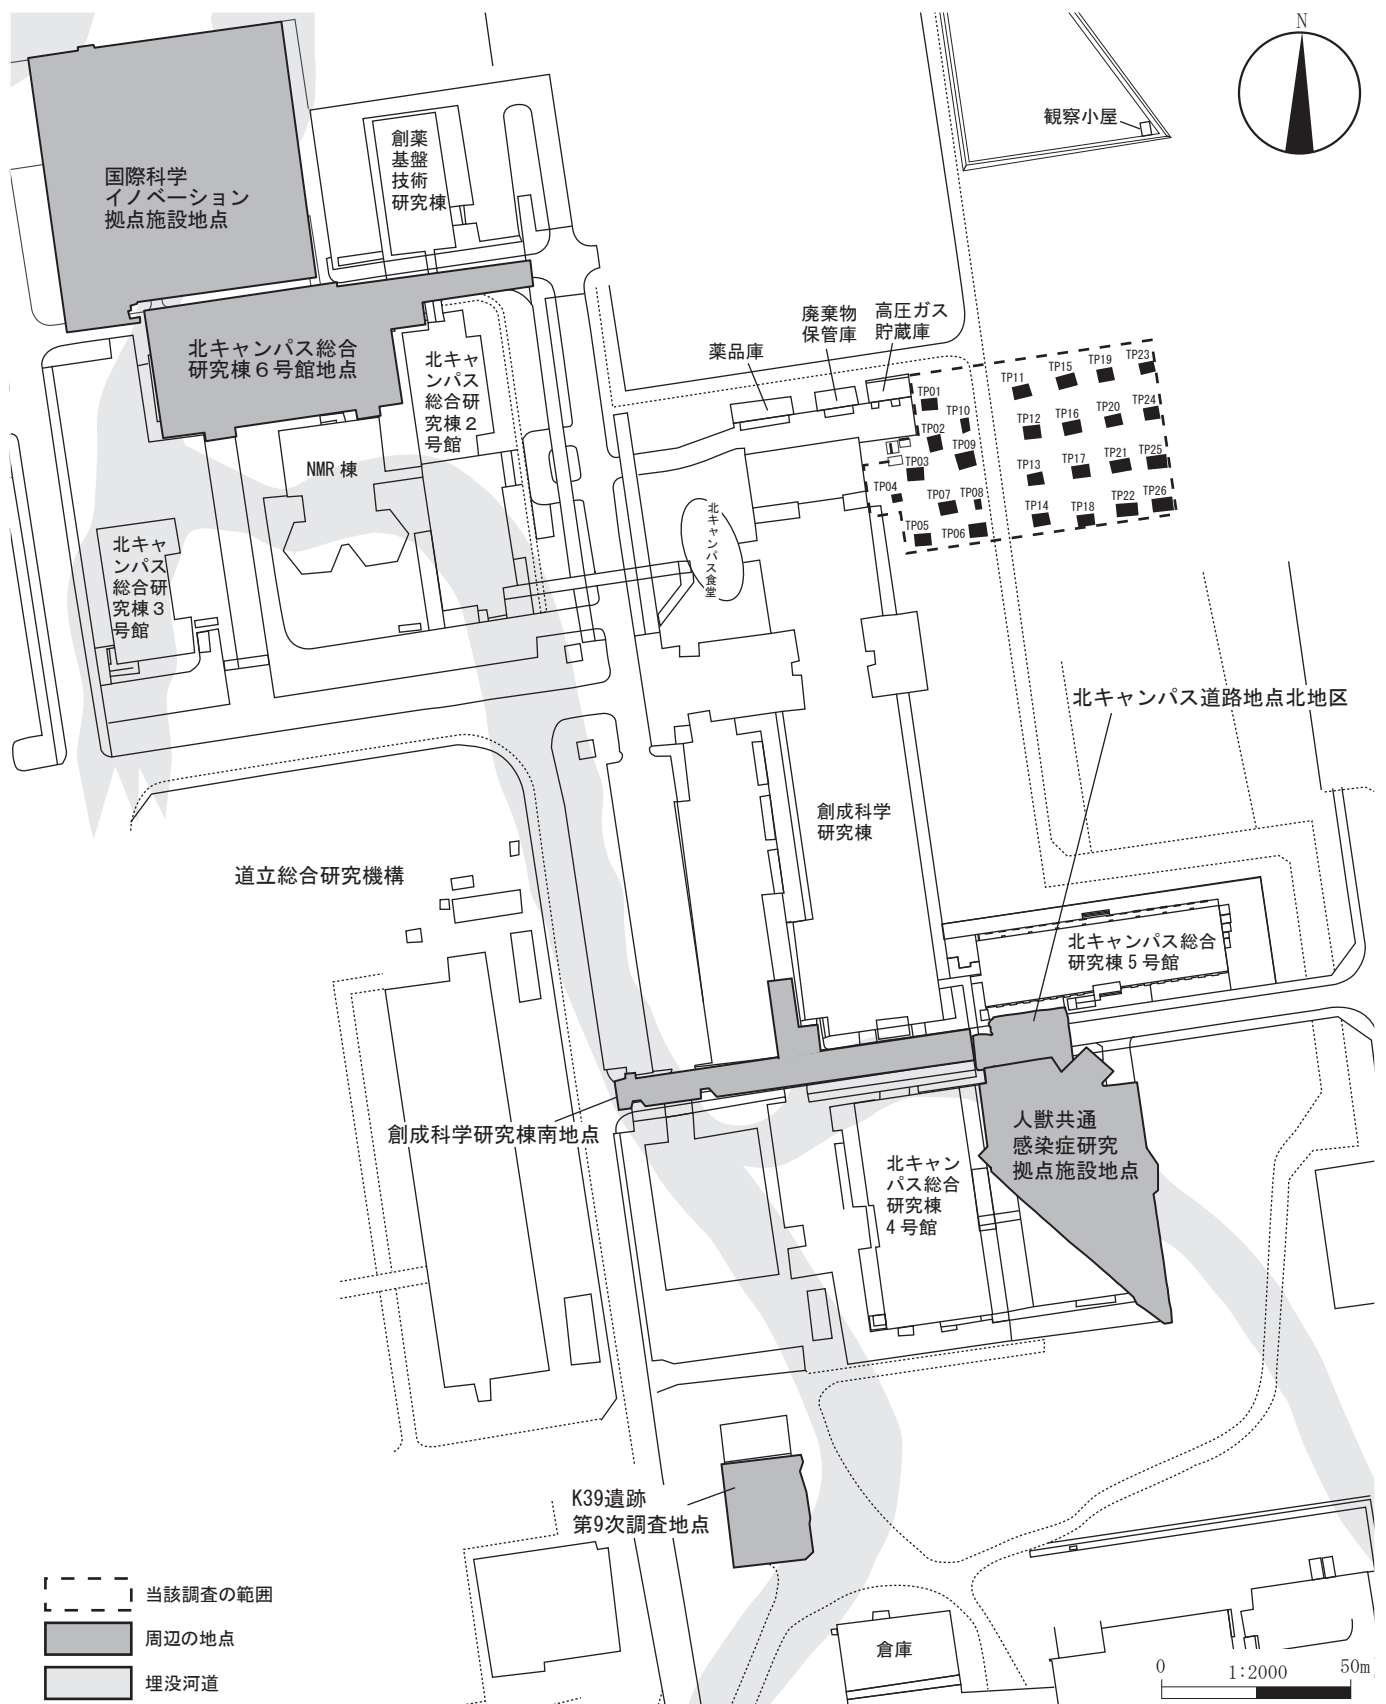 N
観察小屋
国際科学
イノベーション
拠点施設地点
創薬
基盤
技術
研究棟
北キャンパス総合
研究棟6号館地点
北キャ
ンパス
総合研
究棟2
号館
NMR 棟
北キャ
ンパス
総合研
究棟3
号館
薬品庫
廃棄物
保管庫
高圧ガス
貯蔵庫
北キャンパス食堂
TP01
TP10
TP02
TP09
TP03
TP04
TP07
TP08
TP05
TP06
TP11
TP15
TP19
TP23
TP12
TP16
TP20
TP24
TP13
TP17
TP21
TP25
TP14
TP18
TP22
TP26
北キャンパス道路地点北地区
創成科学
研究棟
道立総合研究機構
北キャンパス総合
研究棟5号館
創成科学研究棟南地点
人獣共通
感染症研究
拠点施設地点
北キャン
パス総合
研究棟
4号館
K39遺跡
第9次調査地点
倉庫
当該調査の範囲
周辺の地点
埋没河道
0 1:2000 50m